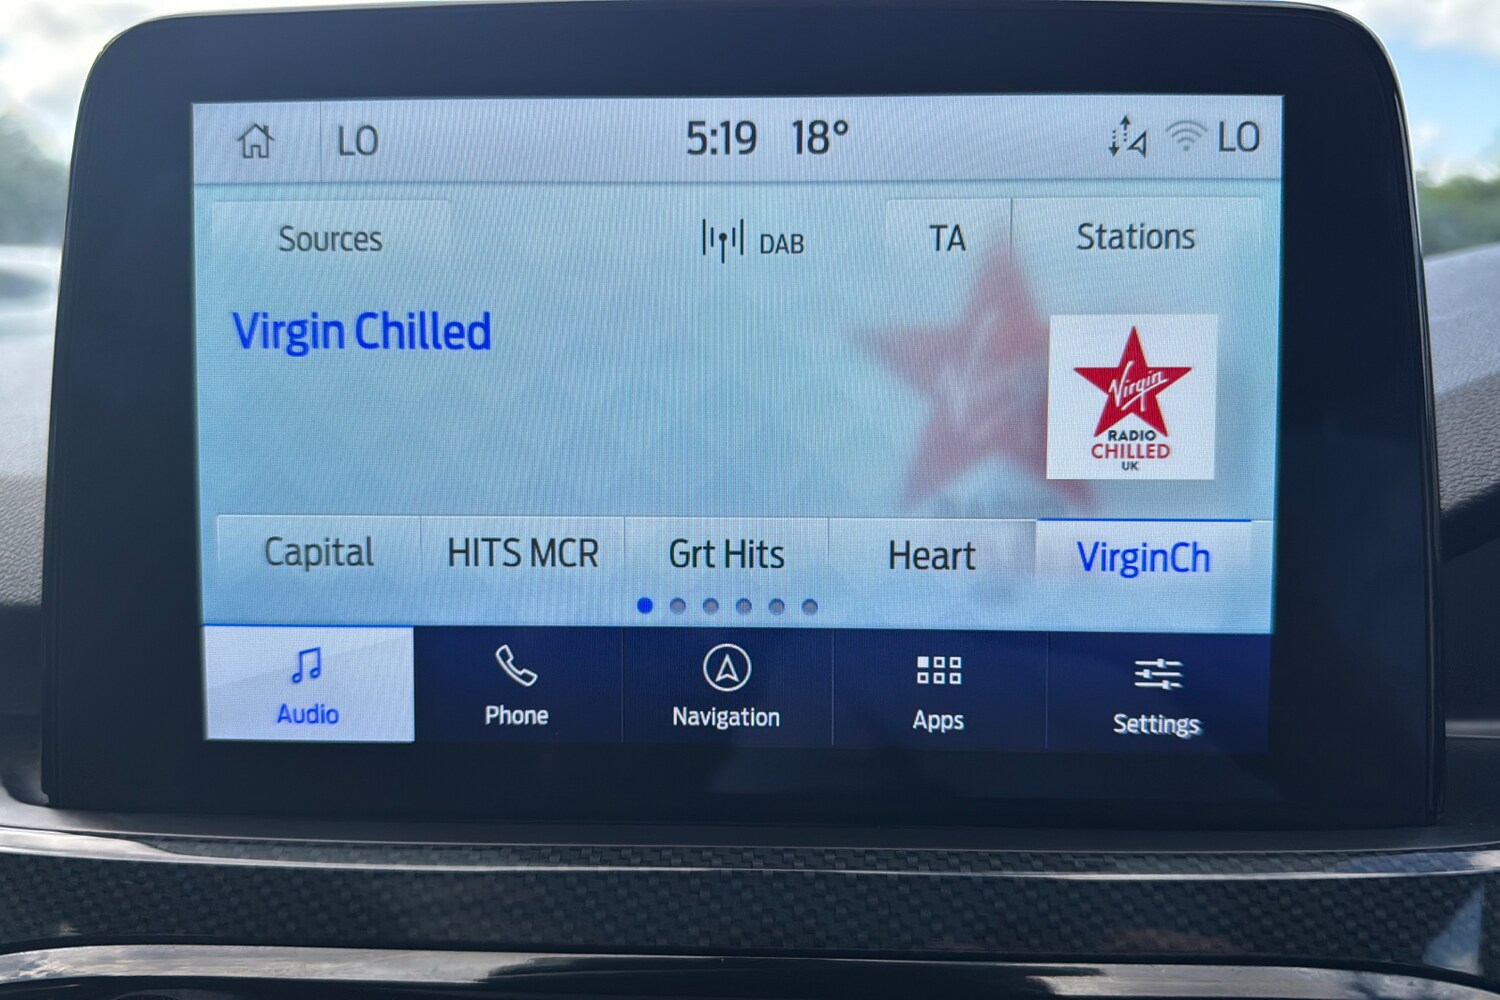 LO 5:19 18° LO
Sources DAB TA Stations
Virgin Chilled
Virgin
RADIO
CHILLED
UK
Capital HITS MCR Grt Hits Heart VirginCh
Audio Phone Navigation Apps Settings